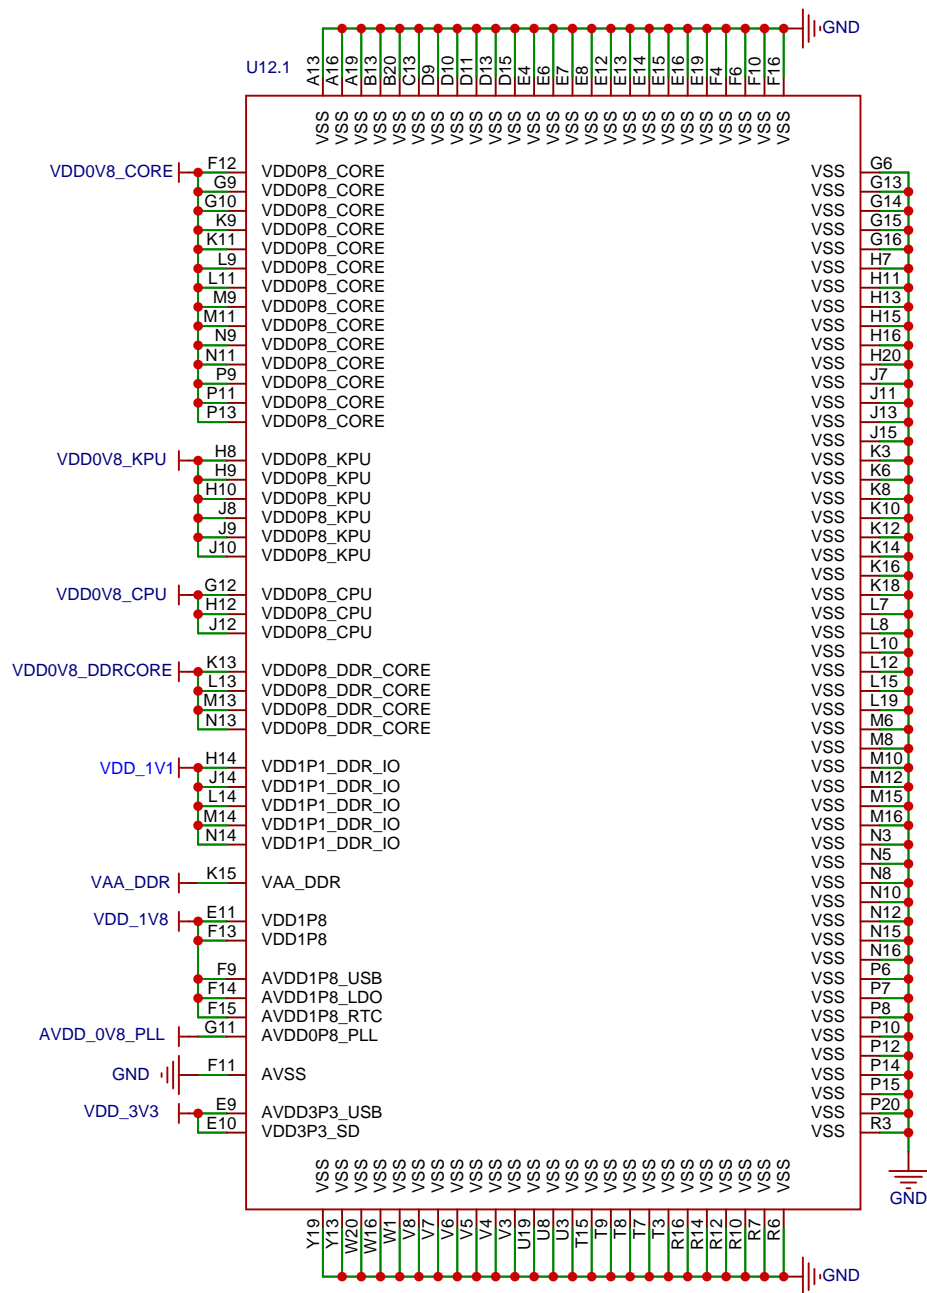 GND
U12.1
A13 A16 A19 B13 B20 C13 D9 D10 D11 D13 D15 E4 E6 E7 E8 E12 E13 E14 E15 E16 E19 F4 F6 F10 F16
VSS VSS VSS VSS VSS VSS VSS VSS VSS VSS VSS VSS VSS VSS VSS VSS VSS VSS VSS VSS VSS VSS VSS VSS VSS
VDD0V8_CORE F12 VDD0P8_CORE VSS G6
G9 VDD0P8_CORE VSS G13
G10 VDD0P8_CORE VSS G14
K9 VDD0P8_CORE VSS G15
K11 VDD0P8_CORE VSS G16
L9 VDD0P8_CORE VSS H7
L11 VDD0P8_CORE VSS H11
M9 VDD0P8_CORE VSS H13
M11 VDD0P8_CORE VSS H15
N9 VDD0P8_CORE VSS H16
N11 VDD0P8_CORE VSS H20
P9 VDD0P8_CORE VSS J7
P11 VDD0P8_CORE VSS J11
P13 VDD0P8_CORE VSS J13
VSS J15
VDD0V8_KPU H8 VDD0P8_KPU VSS K3
H9 VDD0P8_KPU VSS K6
H10 VDD0P8_KPU VSS K8
J8 VDD0P8_KPU VSS K10
J9 VDD0P8_KPU VSS K12
J10 VDD0P8_KPU VSS K14
VSS K16
VDD0V8_CPU G12 VDD0P8_CPU VSS K18
H12 VDD0P8_CPU VSS L7
J12 VDD0P8_CPU VSS L8
VSS L10
VDD0V8_DDRCORE K13 VDD0P8_DDR_CORE VSS L12
L13 VDD0P8_DDR_CORE VSS L15
M13 VDD0P8_DDR_CORE VSS L19
N13 VDD0P8_DDR_CORE VSS M6
VSS M8
VDD_1V1 H14 VDD1P1_DDR_IO VSS M10
J14 VDD1P1_DDR_IO VSS M12
L14 VDD1P1_DDR_IO VSS M15
M14 VDD1P1_DDR_IO VSS M16
N14 VDD1P1_DDR_IO VSS N3
VSS N5
VAA_DDR K15 VAA_DDR VSS N8
VSS N10
VDD_1V8 E11 VDD1P8 VSS N12
F13 VDD1P8 VSS N15
VSS N16
F9 AVDD1P8_USB VSS P6
F14 AVDD1P8_LDO VSS P7
F15 AVDD1P8_RTC VSS P8
AVDD_0V8_PLL G11 AVDD0P8_PLL VSS P10
VSS P12
GND F11 AVSS VSS P14
VSS P15
VDD_3V3 E9 AVDD3P3_USB VSS P20
E10 VDD3P3_SD VSS R3
VSS VSS VSS VSS VSS VSS VSS VSS VSS VSS VSS VSS VSS VSS VSS VSS VSS VSS VSS VSS VSS VSS VSS VSS VSS
GND
Y19 Y13 W20 W16 W1 V8 V7 V6 V5 V4 V3 U19 U8 U3 T15 T9 T8 T7 T3 R16 R14 R12 R10 R7 R6
GND